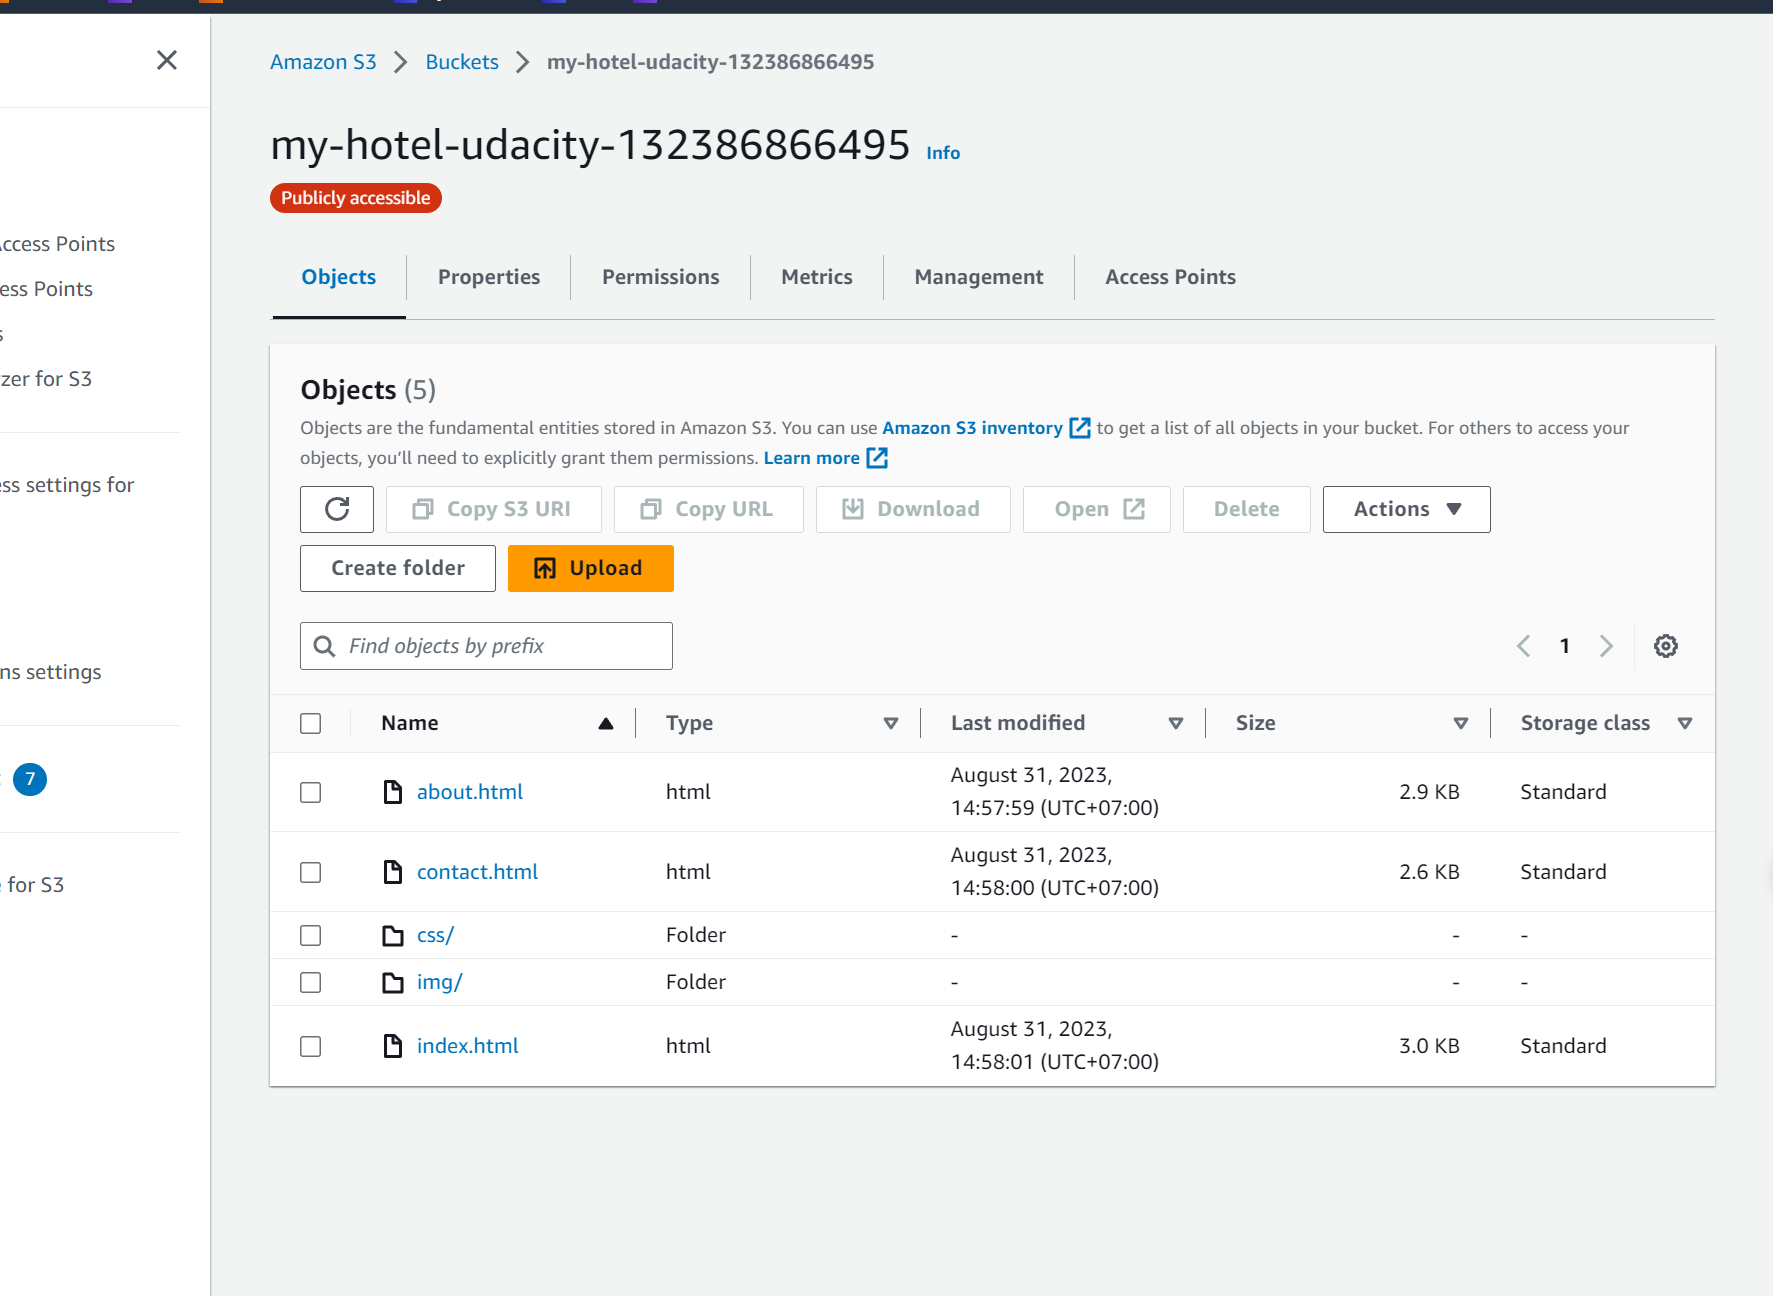 Amazon S3 > Buckets > my-hotel-udacity-132386866495
my-hotel-udacity-132386866495 Info
Publicly accessible
ccess Points
ess Points
s
zer for S3
ess settings for
ns settings
7
for S3
Objects
Properties
Permissions
Metrics
Management
Access Points
Objects (5)
Objects are the fundamental entities stored in Amazon S3. You can use Amazon S3 inventory to get a list of all objects in your bucket. For others to access your
objects, you’ll need to explicitly grant them permissions. Learn more
Copy S3 URI
Copy URL
Download
Open
Delete
Actions
Create folder
Upload
Find objects by prefix
1
Name Type Last modified Size Storage class
about.html html August 31, 2023, 2.9 KB Standard
14:57:59 (UTC+07:00)
contact.html html August 31, 2023, 2.6 KB Standard
14:58:00 (UTC+07:00)
css/ Folder - - -
img/ Folder - - -
index.html html August 31, 2023, 3.0 KB Standard
14:58:01 (UTC+07:00)